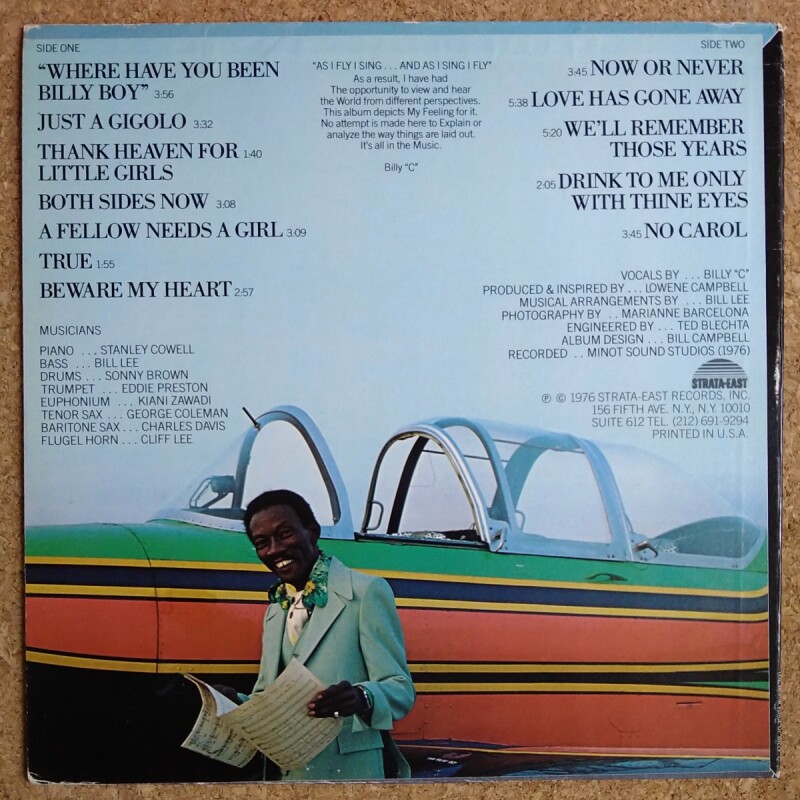 SIDE ONE
"WHERE HAVE YOU BEEN
BILLY BOY" 3:56
JUST A GIGOLO 3:32
THANK HEAVEN FOR 1:40
LITTLE GIRLS
BOTH SIDES NOW 3:08
A FELLOW NEEDS A GIRL 3:09
TRUE 1:55
BEWARE MY HEART 2:57
"AS I FLY I SING . . . AND AS I SING I FLY"
As a result, I have had
The opportunity to view and hear
the World from different perspectives.
This album depicts My Feeling for it.
No attempt is made here to Explain or
analyze the way things are laid out.
It's all in the Music.
Billy "C"
SIDE TWO
3:45 NOW OR NEVER
5:38 LOVE HAS GONE AWAY
5:20 WE'LL REMEMBER
THOSE YEARS
2:05 DRINK TO ME ONLY
WITH THINE EYES
3:45 NO CAROL
MUSICIANS
PIANO . . . STANLEY COWELL
BASS . . . BILL LEE
DRUMS . . . SONNY BROWN
TRUMPET . . . EDDIE PRESTON
EUPHONIUM . . . KIANI ZAWADI
TENOR SAX . . . GEORGE COLEMAN
BARITONE SAX . . . CHARLES DAVIS
FLUGEL HORN . . . CLIFF LEE
VOCALS BY . . . BILLY "C"
PRODUCED & INSPIRED BY . . . LOWENE CAMPBELL
MUSICAL ARRANGEMENTS BY . . . BILL LEE
PHOTOGRAPHY BY . . MARIANNE BARCELONA
ENGINEERED BY . . . TED BLECHTA
ALBUM DESIGN . . . BILL CAMPBELL
RECORDED . . MINOT SOUND STUDIOS (1976)
STRATA-EAST
℗ © 1976 STRATA-EAST RECORDS, INC.
156 FIFTH AVE. N.Y., N.Y. 10010
SUITE 612 TEL. (212) 691-9294
PRINTED IN U.S.A.